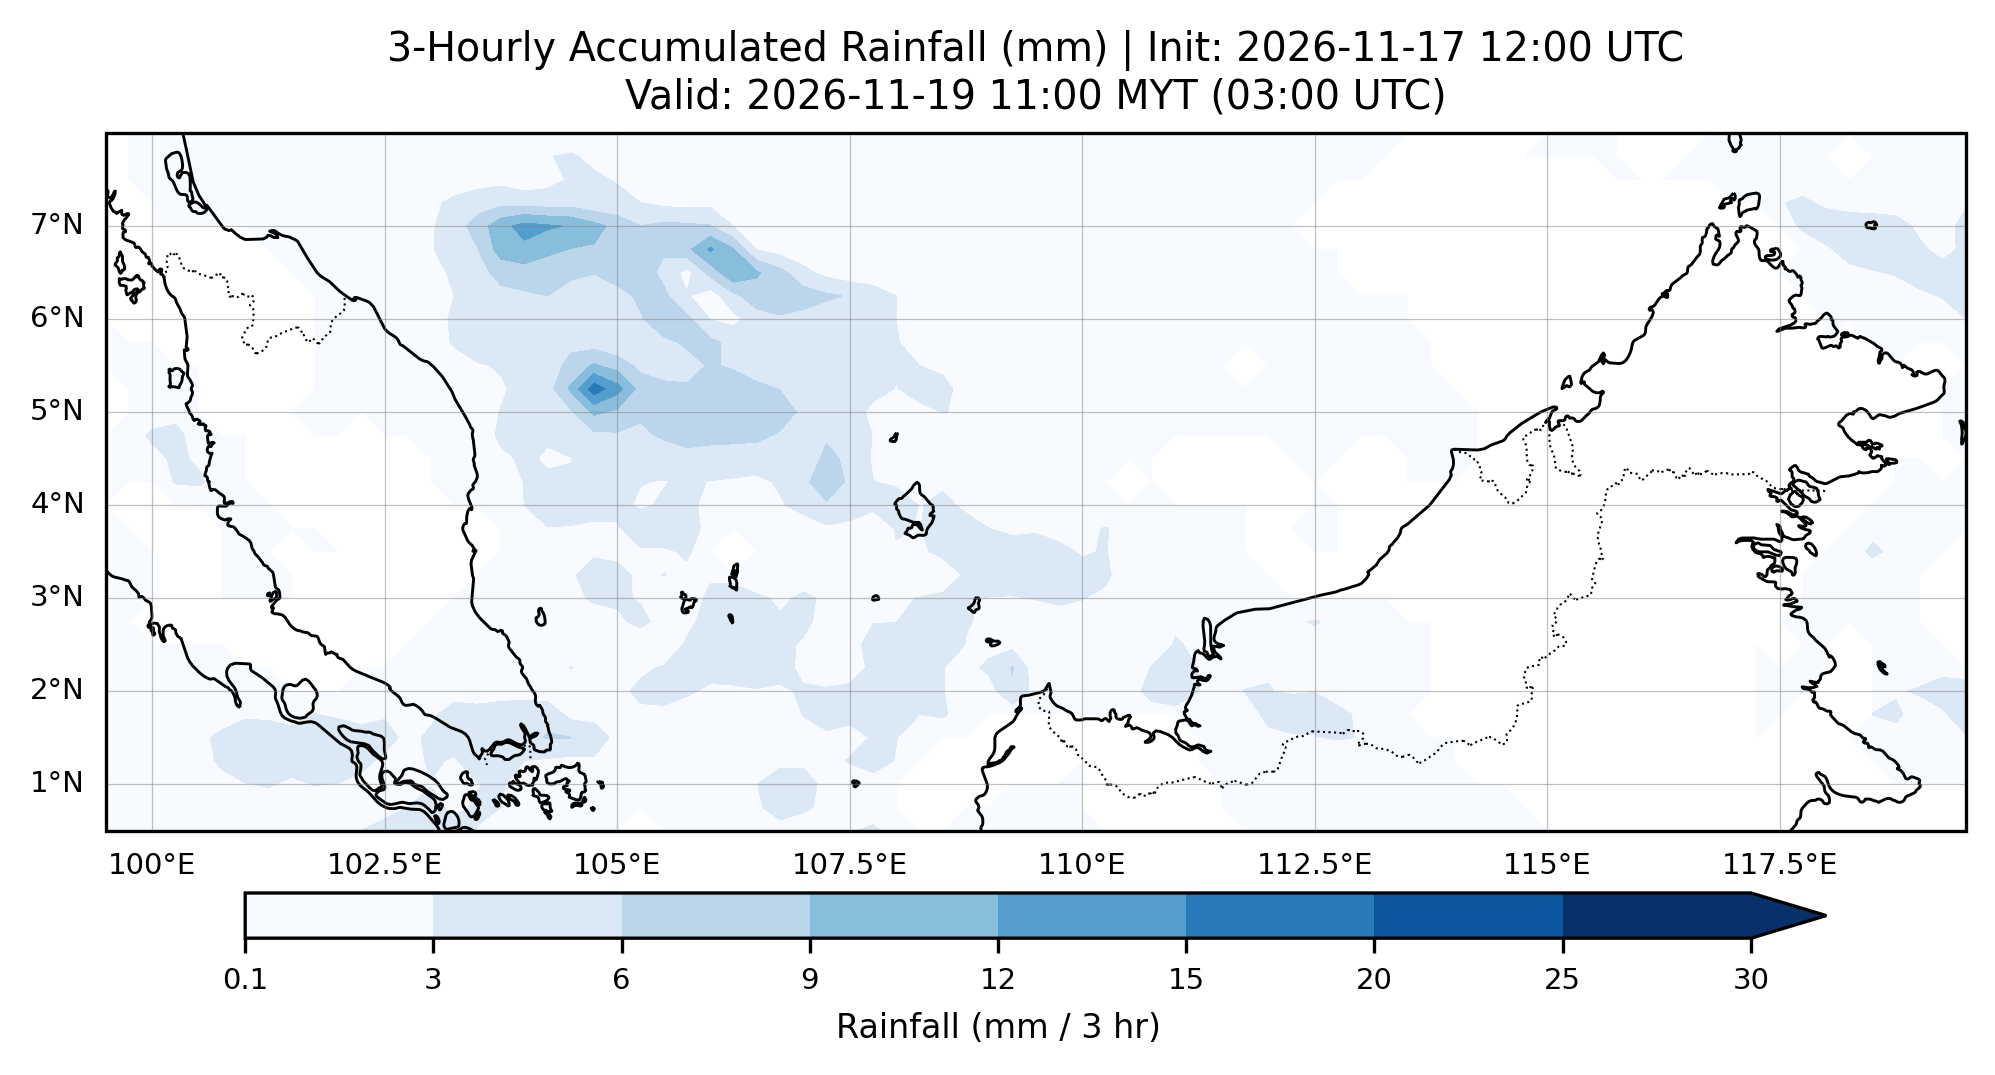 3-Hourly Accumulated Rainfall (mm) | Init: 2026-11-17 12:00 UTC
Valid: 2026-11-19 11:00 MYT (03:00 UTC)
7°N
6°N
5°N
4°N
3°N
2°N
1°N
100°E 102.5°E 105°E 107.5°E 110°E 112.5°E 115°E 117.5°E
0.1 3 6 9 12 15 20 25 30
Rainfall (mm / 3 hr)